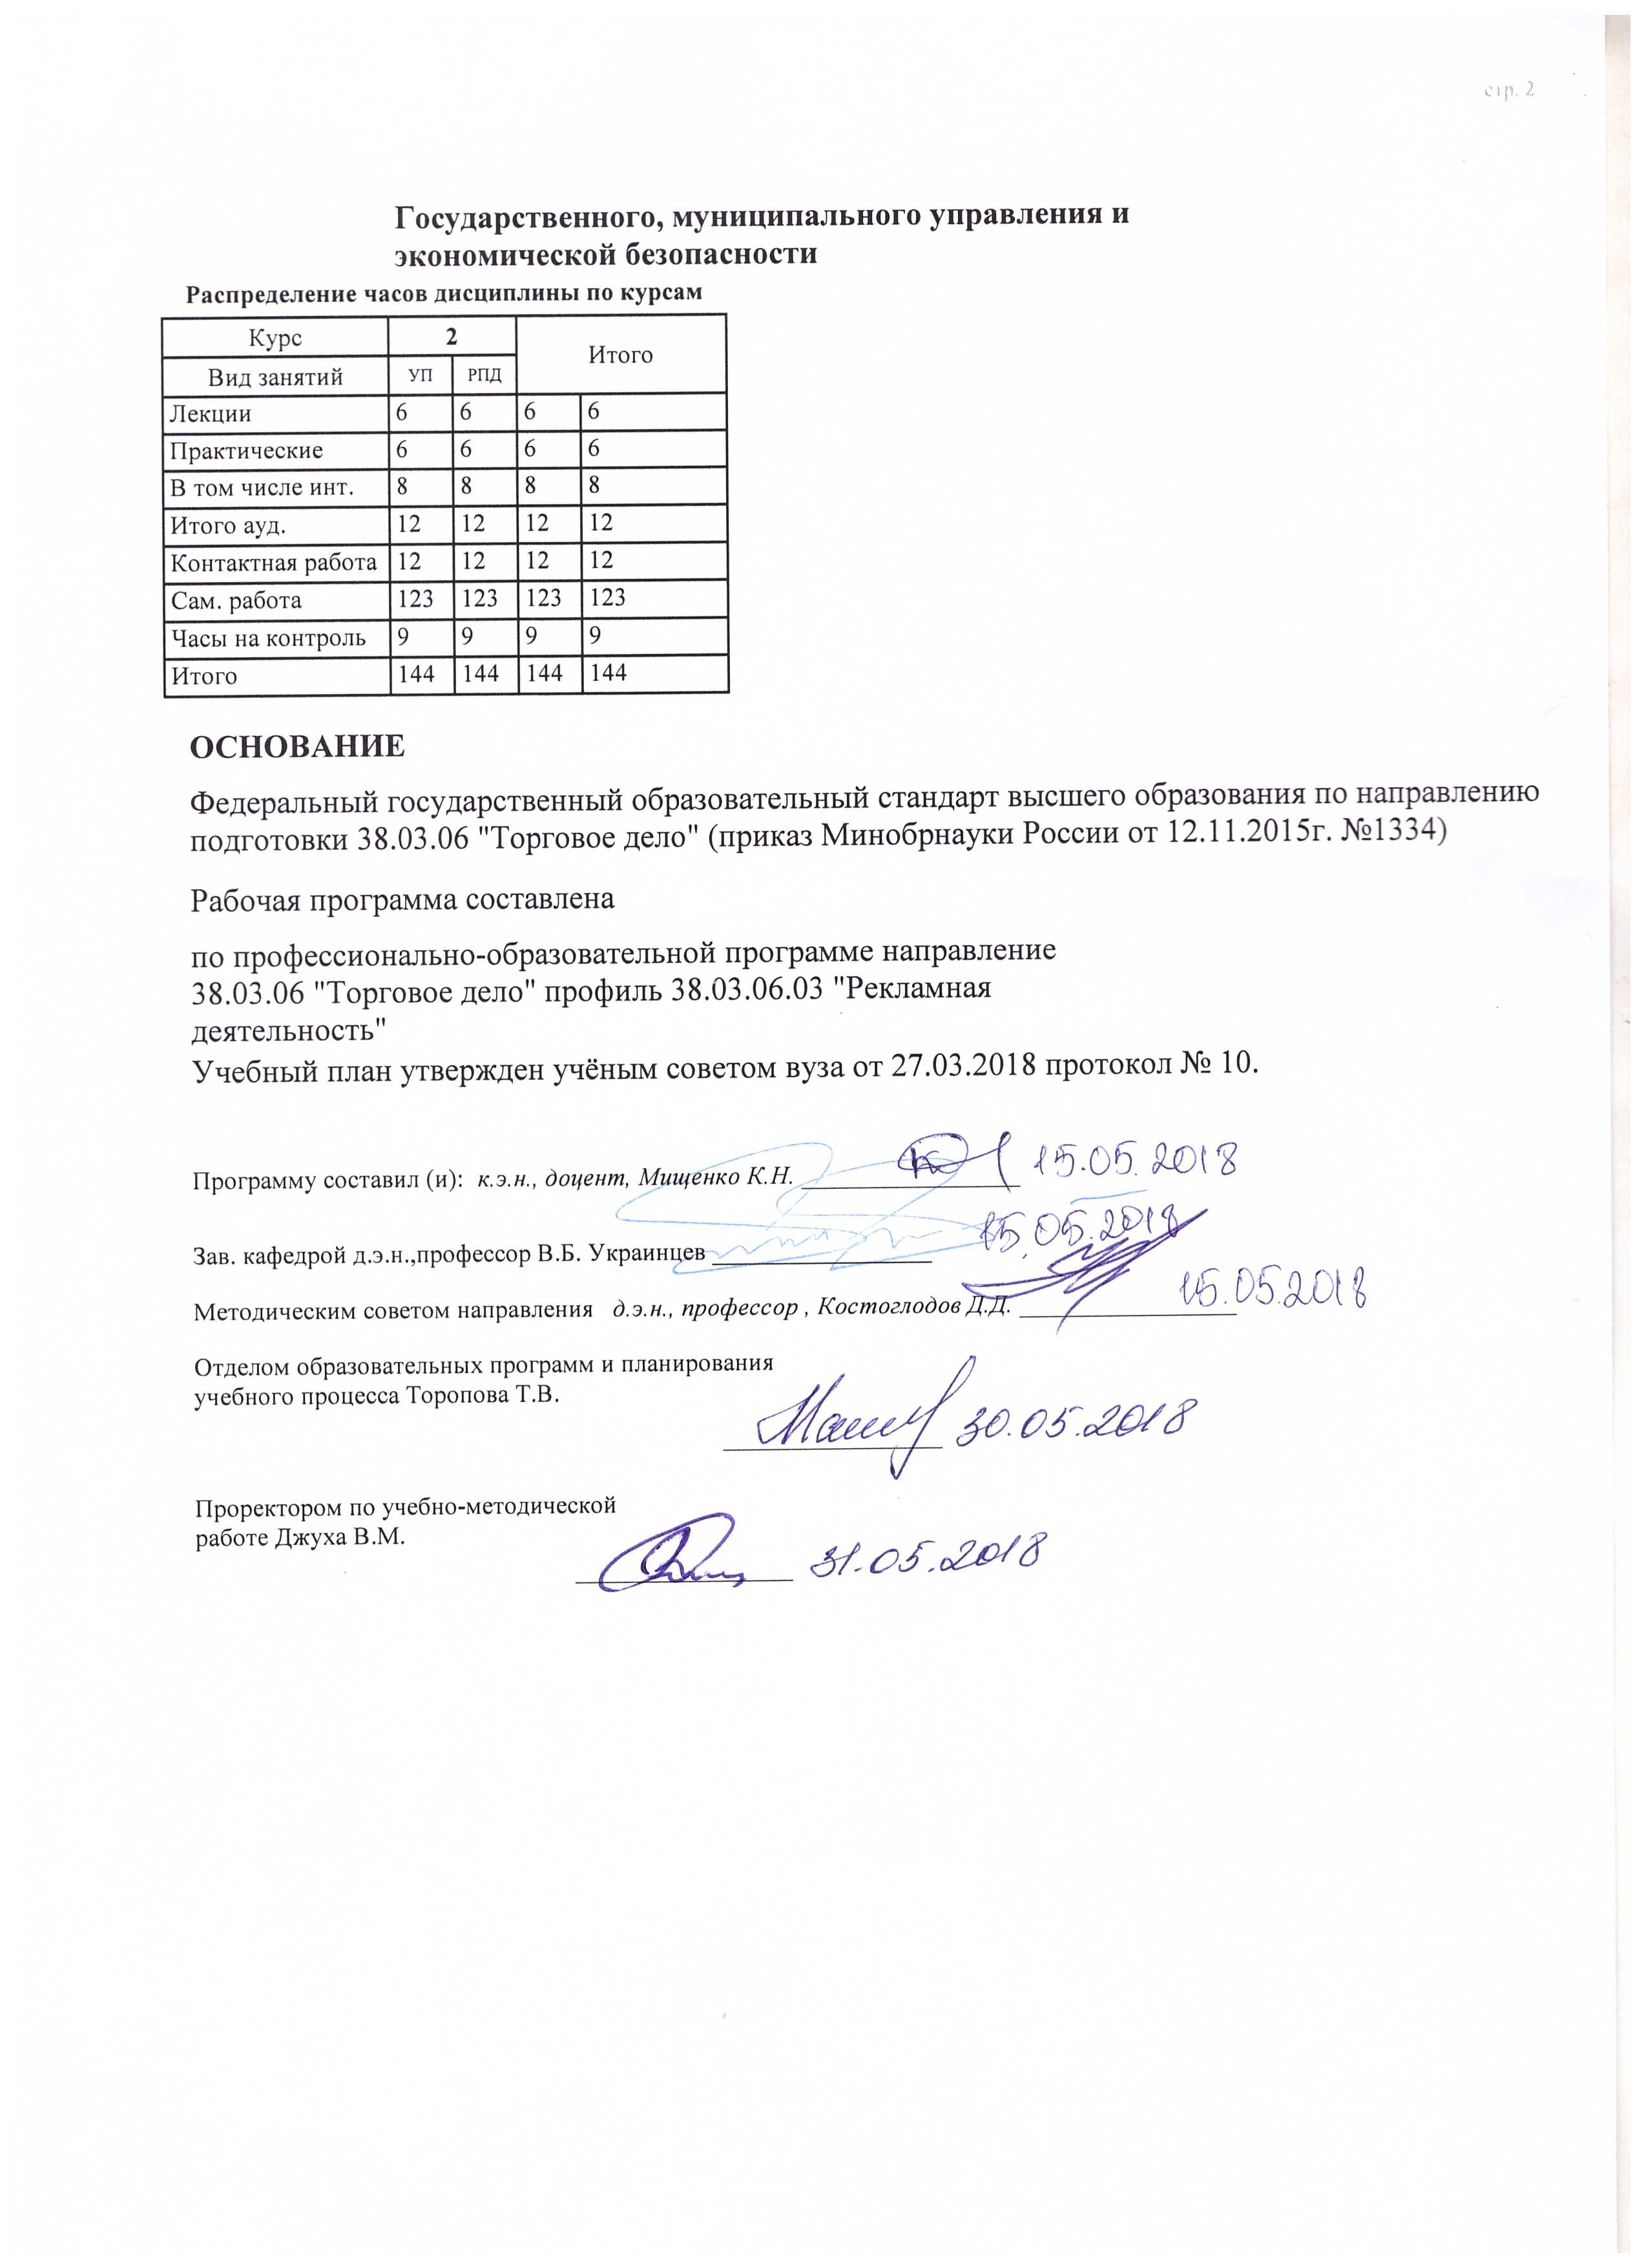 стр. 2
Государственного, муниципального управления и
экономической безопасности
Распределение часов дисциплины по курсам
Курс 2 Итого
Вид занятий УП РПД
Лекции 6 6 6 6
Практические 6 6 6 6
В том числе инт. 8 8 8 8
Итого ауд. 12 12 12 12
Контактная работа 12 12 12 12
Сам. работа 123 123 123 123
Часы на контроль 9 9 9 9
Итого 144 144 144 144
ОСНОВАНИЕ
Федеральный государственный образовательный стандарт высшего образования по направлению
подготовки 38.03.06 "Торговое дело" (приказ Минобрнауки России от 12.11.2015г. №1334)
Рабочая программа составлена
по профессионально-образовательной программе направление
38.03.06 "Торговое дело" профиль 38.03.06.03 "Рекламная
деятельность"
Учебный план утвержден учёным советом вуза от 27.03.2018 протокол № 10.
Программу составил (и): к.э.н., доцент, Мищенко К.Н. 15.05.2018
Зав. кафедрой д.э.н.,профессор В.Б. Украинцев 15.05.2018
Методическим советом направления д.э.н., профессор , Костоглодов Д.Д. 15.05.2018
Отделом образовательных программ и планирования
учебного процесса Торопова Т.В.
30.05.2018
Проректором по учебно-методической
работе Джуха В.М.
31.05.2018